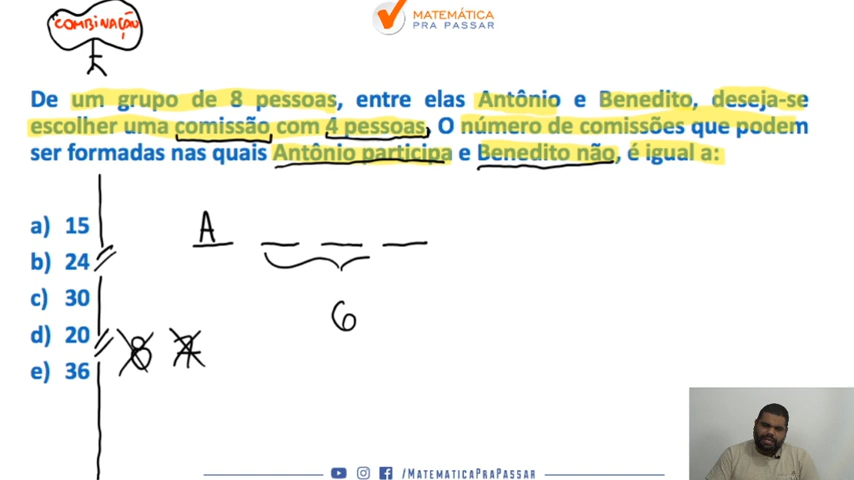 COMBINAÇÃO
MATEMÁTICA
PRA PASSAR
De um grupo de 8 pessoas, entre elas Antônio e Benedito, deseja-se
escolher uma comissão com 4 pessoas. O número de comissões que podem
ser formadas nas quais Antônio participa e Benedito não, é igual a:
a) 15
b) 24
c) 30
d) 20
e) 36
A
6
8 7
/MATEMATICAPRAPASSAR